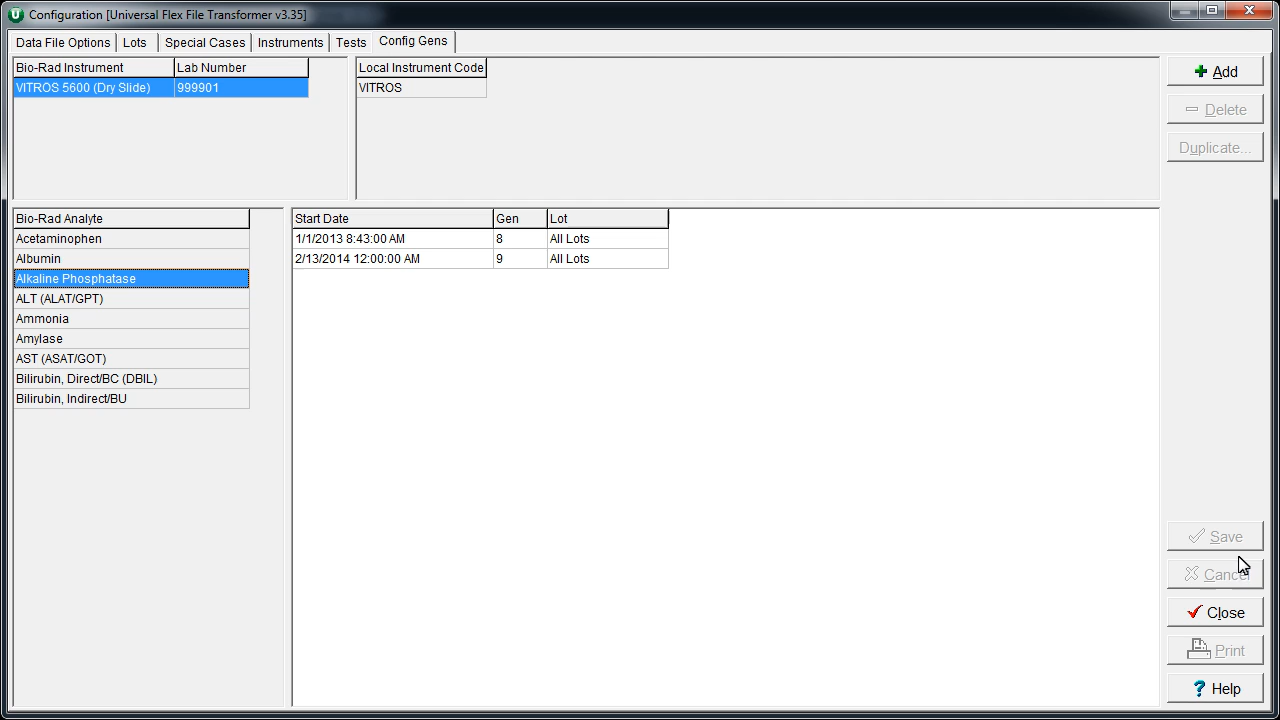 Configuration [Universal Flex File Transformer v3.35]
Data File Options Lots Special Cases Instruments Tests Config Gens
Bio-Rad Instrument Lab Number
VITROS 5600 (Dry Slide) 999901
Local Instrument Code
VITROS
Add
Delete
Duplicate...
Bio-Rad Analyte
Acetaminophen
Albumin
Alkaline Phosphatase
ALT (ALAT/GPT)
Ammonia
Amylase
AST (ASAT/GOT)
Bilirubin, Direct/BC (DBIL)
Bilirubin, Indirect/BU
Start Date Gen Lot
1/1/2013 8:43:00 AM 8 All Lots
2/13/2014 12:00:00 AM 9 All Lots
Save
Cancel
Close
Print
Help